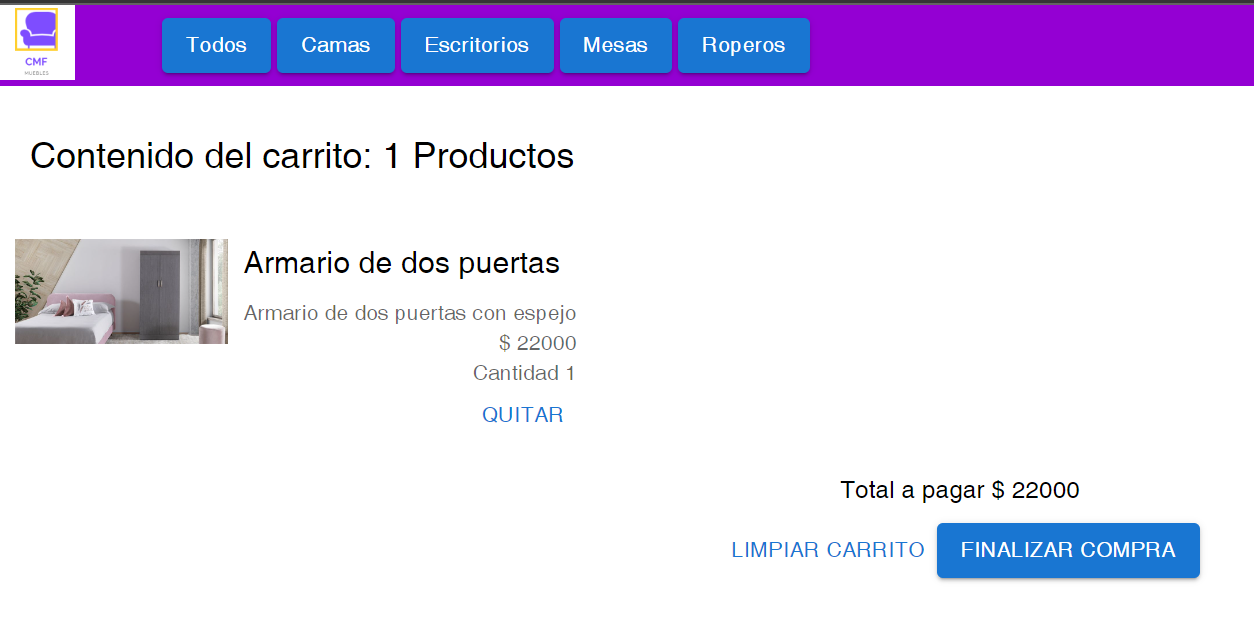 CMF
MUEBLES
Todos
Camas
Escritorios
Mesas
Roperos
Contenido del carrito: 1 Productos
Armario de dos puertas
Armario de dos puertas con espejo
$ 22000
Cantidad 1
QUITAR
Total a pagar $ 22000
LIMPIAR CARRITO
FINALIZAR COMPRA